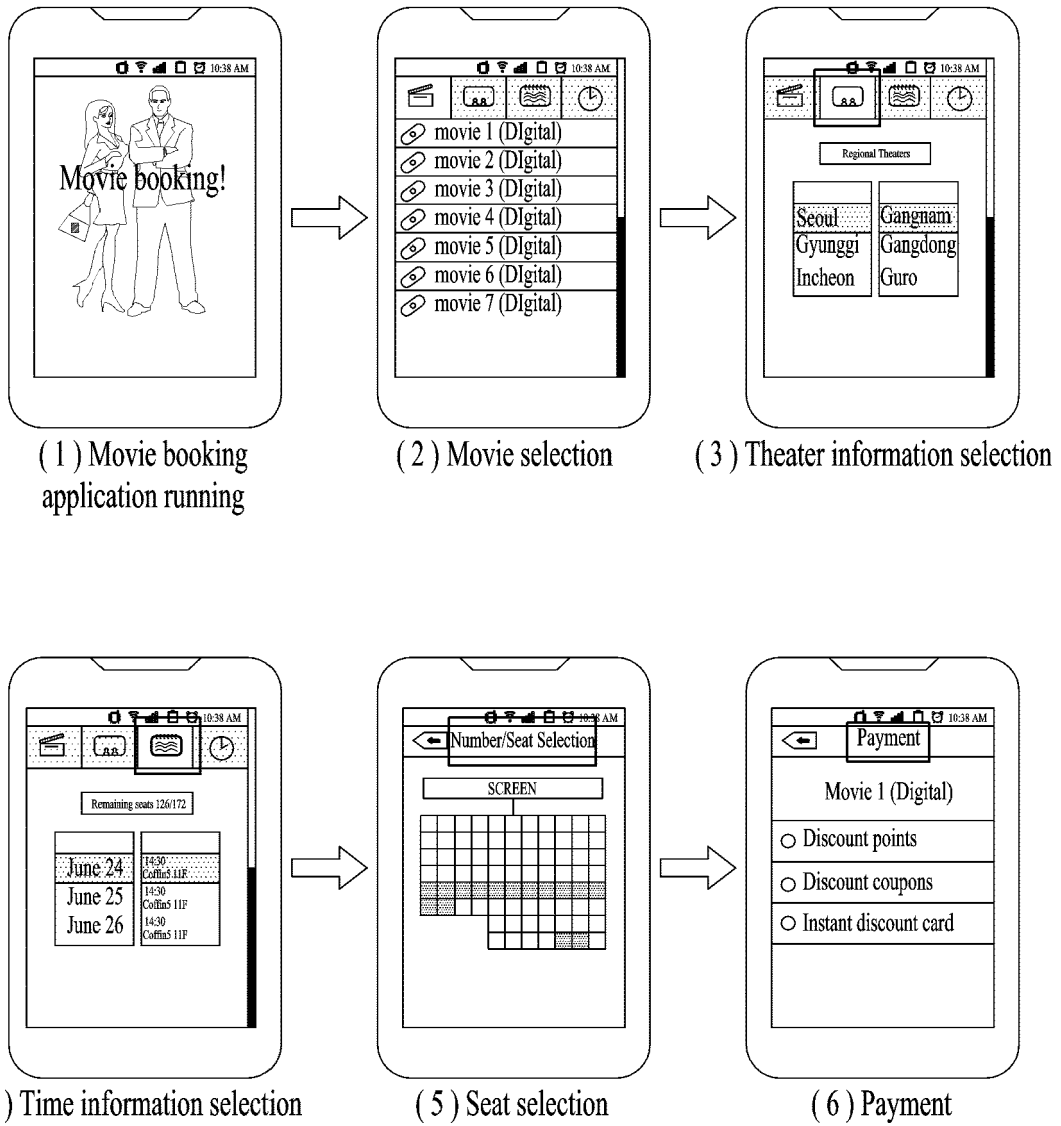 10:38 AM
Movie booking!
( 1 ) Movie booking
application running
10:38 AM
movie 1 (DIgital)
movie 2 (DIgital)
movie 3 (DIgital)
movie 4 (DIgital)
movie 5 (DIgital)
movie 6 (DIgital)
movie 7 (DIgital)
( 2 ) Movie selection
10:38 AM
Regional Theaters
Seoul Gangnam
Gyunggi Gangdong
Incheon Guro
( 3 ) Theater information selection
10:38 AM
Remaining seats 126/172
June 24
June 25
June 26
14:30
Coffin5 11F
14:30
Coffin5 11F
14:30
Coffin5 11F
) Time information selection
10:38 AM
Number/Seat Selection
SCREEN
( 5 ) Seat selection
10:38 AM
Payment
Movie 1 (Digital)
Discount points
Discount coupons
Instant discount card
( 6 ) Payment